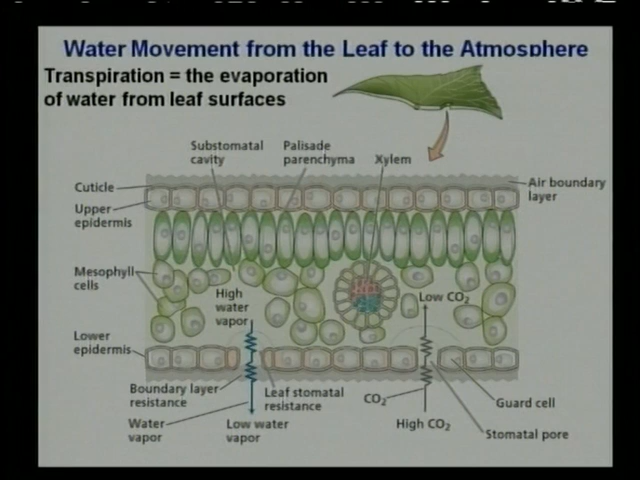 Water Movement from the Leaf to the Atmosphere
Transpiration = the evaporation
of water from leaf surfaces
Substomatal
cavity
Palisade
parenchyma
Xylem
Cuticle
Air boundary
layer
Upper
epidermis
Mesophyll
cells
High
water
vapor
Low CO₂
Lower
epidermis
Boundary layer
resistance
Leaf stomatal
resistance
CO₂
Guard cell
Water
vapor
Low water
vapor
High CO₂
Stomatal pore